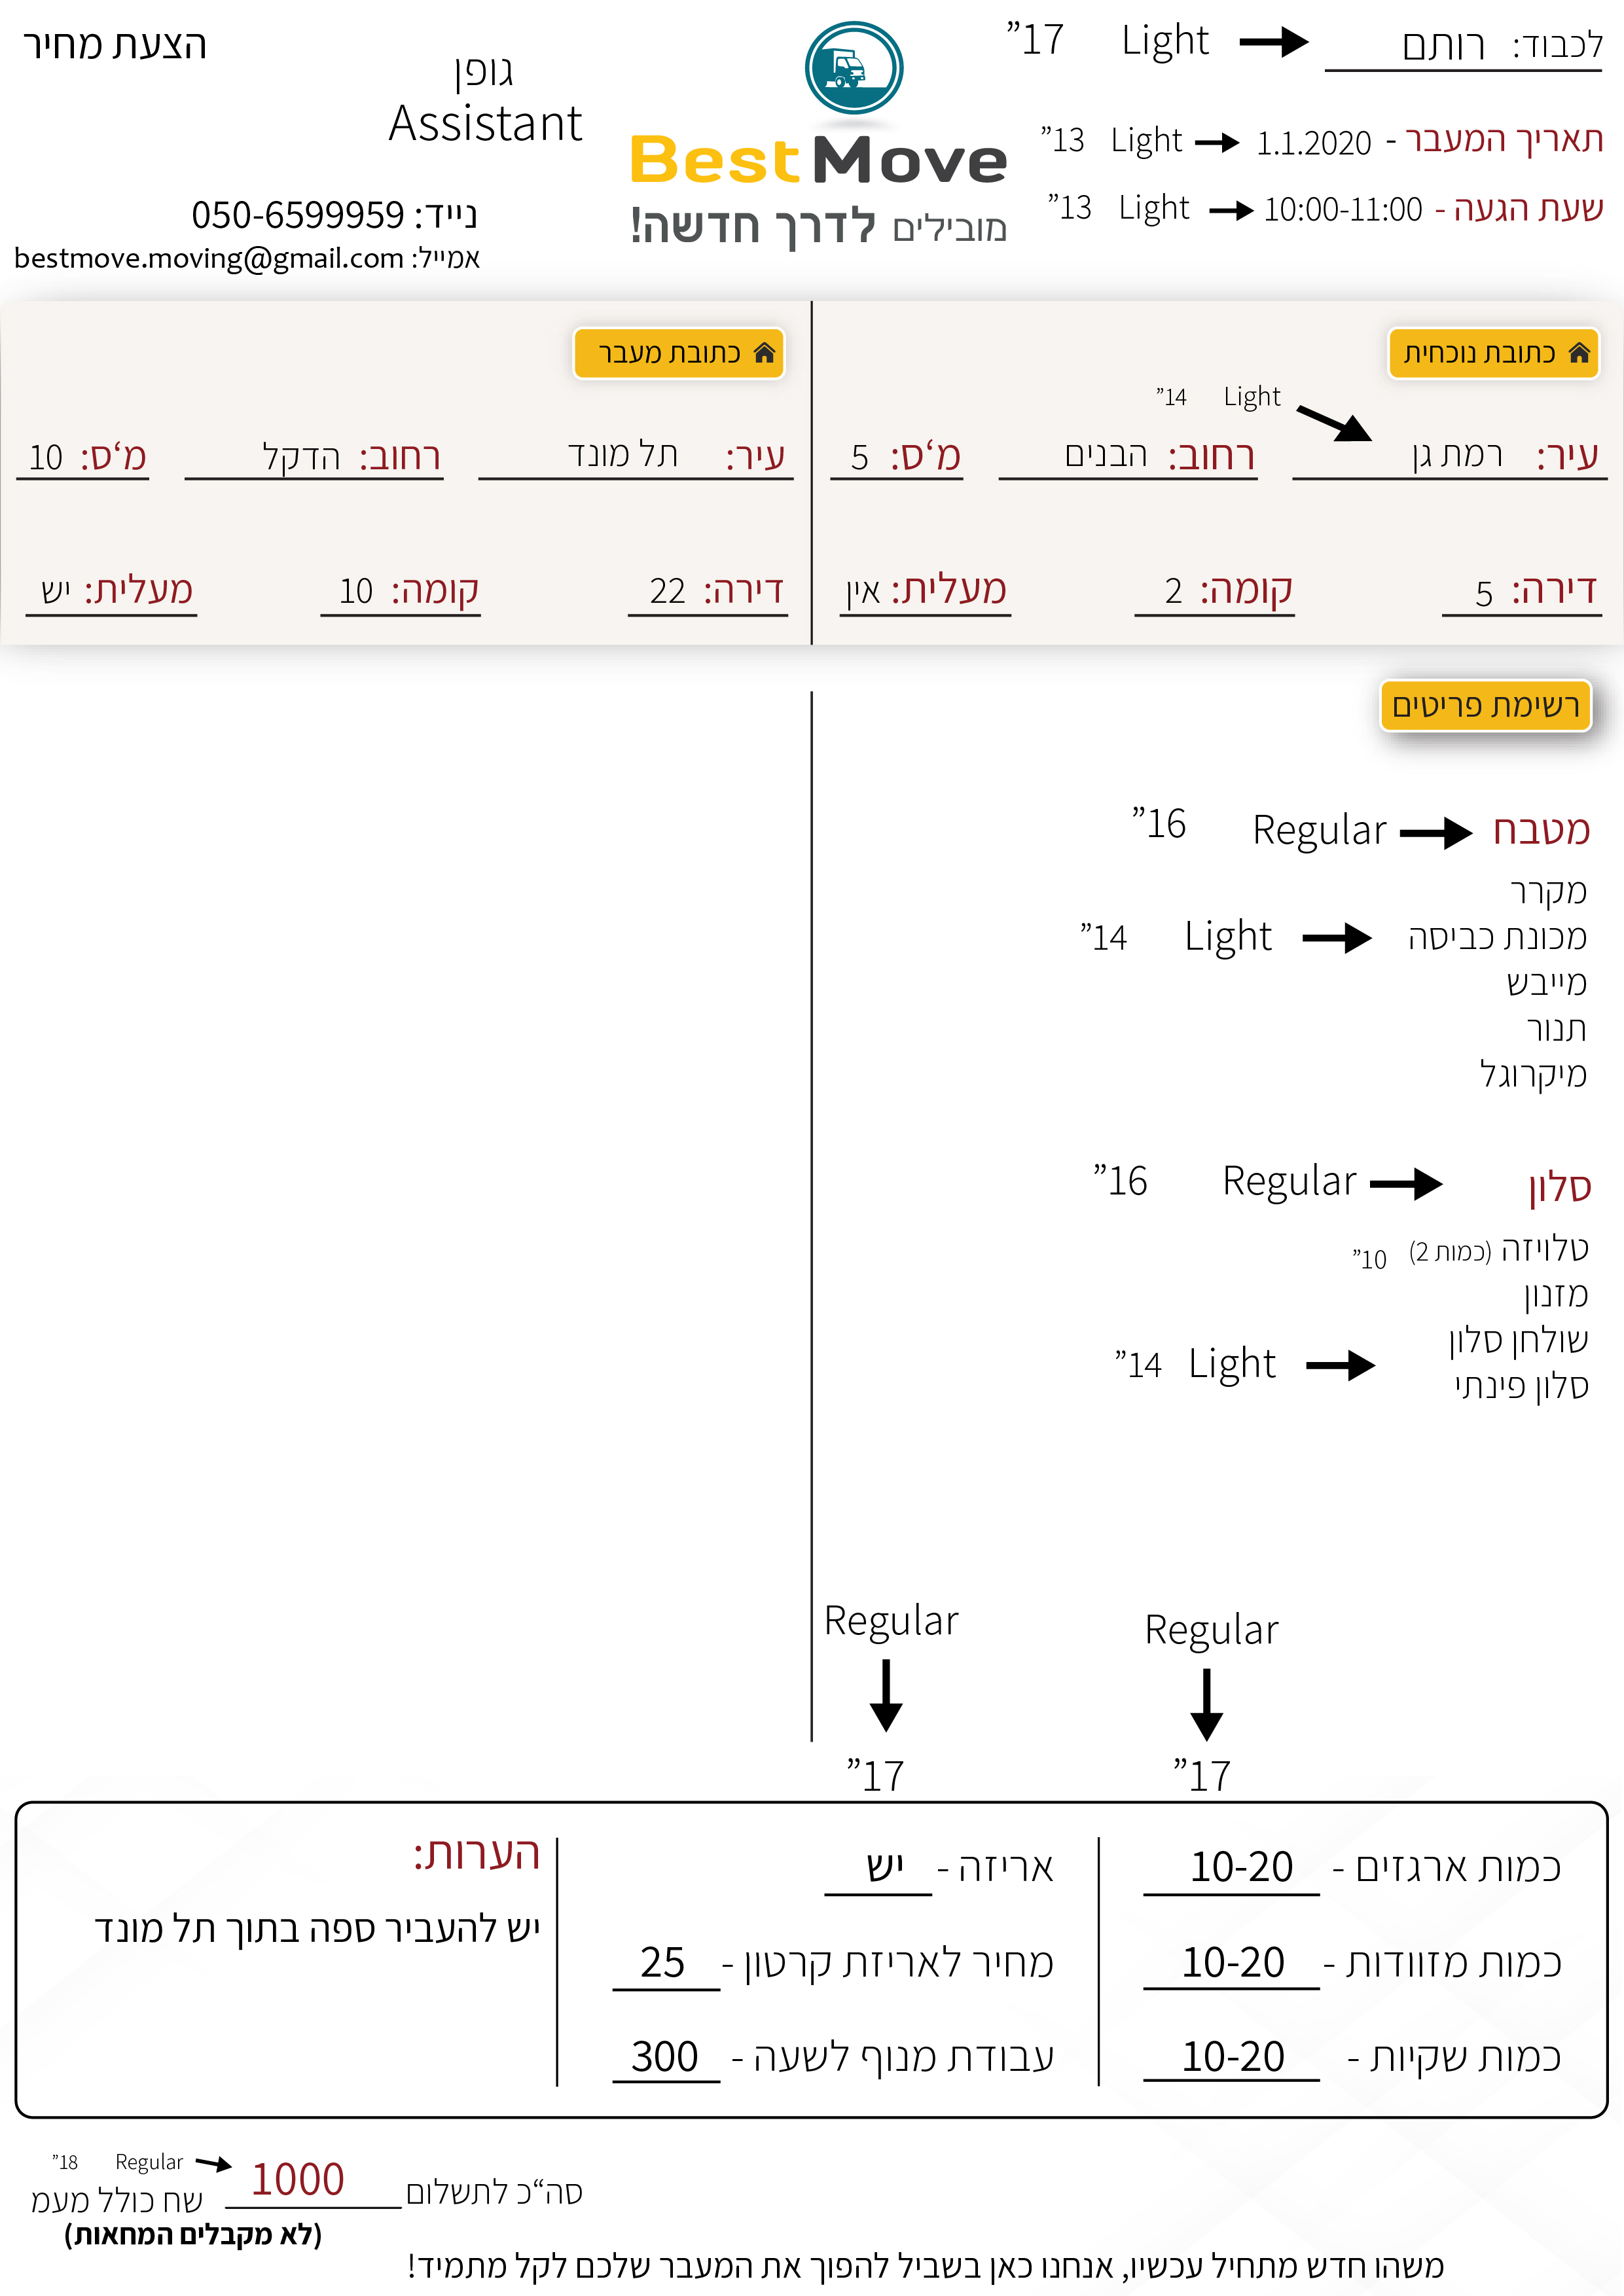 לכבוד: רותם
Light 17”
תאריך המעבר - 1.1.2020
Light 13”
שעת הגעה - 10:00-11:00
Light 13”
BestMove
מובילים לדרך חדשה!
הצעת מחיר
גופן
Assistant
נייד: 050-6599959
אמייל: bestmove.moving@gmail.com
כתובת נוכחית
Light 14”
עיר: רמת גן רחוב: הבנים מ‘ס: 5
דירה: 5 קומה: 2 מעלית: אין
כתובת מעבר
עיר: תל מונד רחוב: הדקל מ‘ס: 10
דירה: 22 קומה: 10 מעלית: יש
רשימת פריטים
מטבח
Regular 16”
מקרר
מכונת כביסה
Light 14”
מייבש
תנור
מיקרוגל
סלון
Regular 16”
טלויזה (כמות 2) 10”
מזנון
שולחן סלון
Light 14”
סלון פינתי
Regular
17”
Regular
17”
כמות ארגזים - 10-20
כמות מזוודות - 10-20
כמות שקיות - 10-20
אריזה - יש
מחיר לאריזת קרטון - 25
עבודת מנוף לשעה - 300
הערות:
יש להעביר ספה בתוך תל מונד
Regular 18”
סה“כ לתשלום 1000 שח כולל מעמ
(לא מקבלים המחאות)
משהו חדש מתחיל עכשיו, אנחנו כאן בשביל להפוך את המעבר שלכם לקל מתמיד!